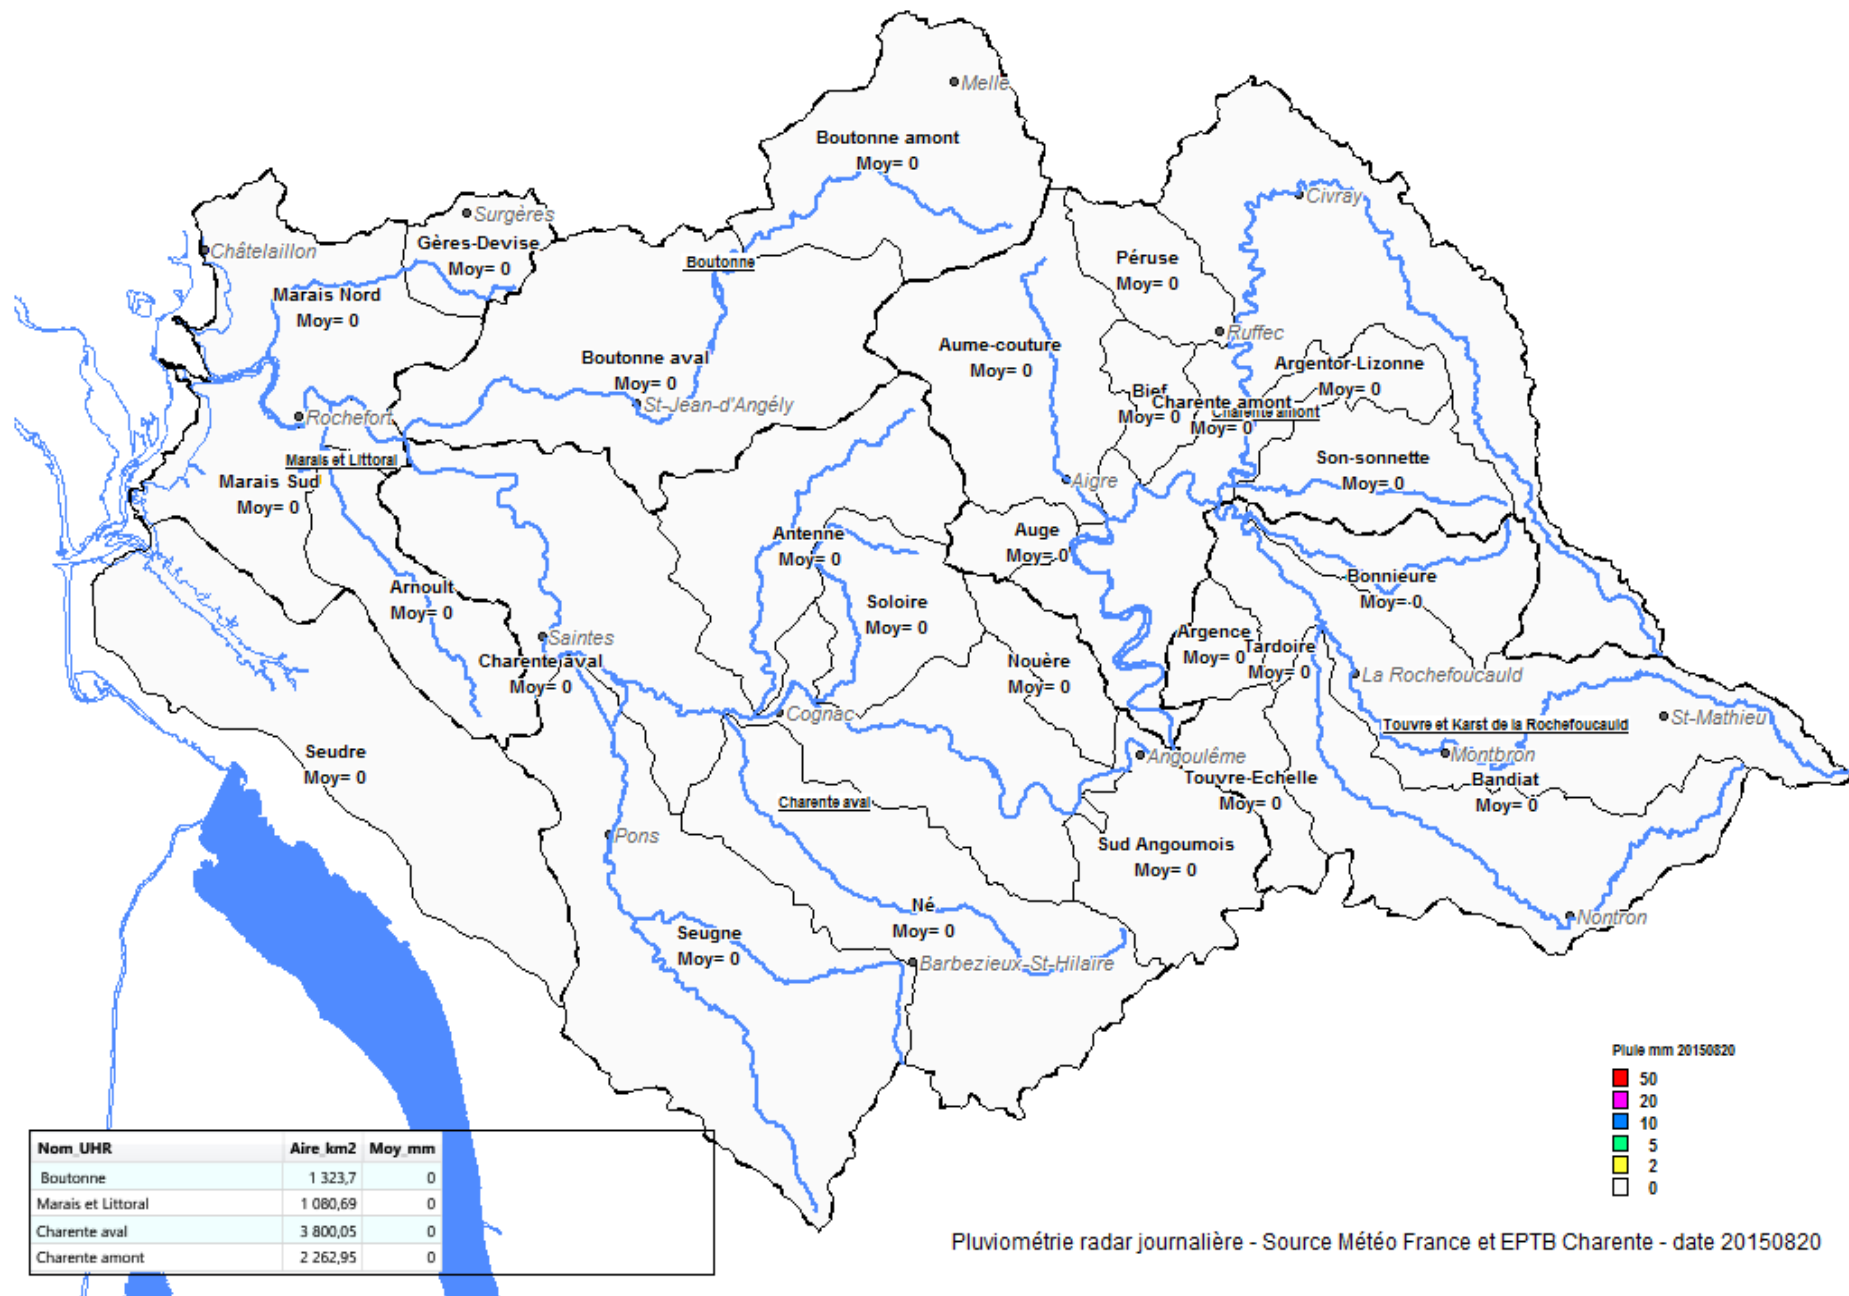 Melle
Boutonne amont
Moy= 0
Civray
Surgères
Châtelaillon
Gères-Devise
Moy= 0
Boutonne
Péruse
Moy= 0
Marais Nord
Moy= 0
Ruffec
Boutonne aval
Moy= 0
Aume-couture
Moy= 0
Argentor-Lizonne
Moy= 0
Bief
Moy= 0
Charente amont
Moy= 0
Charente amont
St-Jean-d'Angély
Rochefort
Marais et Littoral
Marais Sud
Moy= 0
Son-sonnette
Moy= 0
Aigre
Antenne
Moy= 0
Auge
Moy= 0
Bonnieure
Moy= 0
Arnoult
Moy= 0
Soloire
Moy= 0
Saintes
Argence
Moy= 0
Tardoire
Moy= 0
Charente aval
Moy= 0
Nouère
Moy= 0
La Rochefoucauld
Cognac
St-Mathieu
Touvre et Karst de la Rochefoucauld
Seudre
Moy= 0
Angoulême
Montbron
Touvre-Echelle
Moy= 0
Bandiat
Moy= 0
Charente aval
Pons
Sud Angoumois
Moy= 0
Né
Moy= 0
Nontron
Seugne
Moy= 0
Barbezieux-St-Hilaire
Pluie mm 20150820
50
20
10
5
2
0
Nom_UHR Aire_km2 Moy_mm
Boutonne 1 323,7 0
Marais et Littoral 1 080,69 0
Charente aval 3 800,05 0
Charente amont 2 262,95 0
Pluviométrie radar journalière - Source Météo France et EPTB Charente - date 20150820